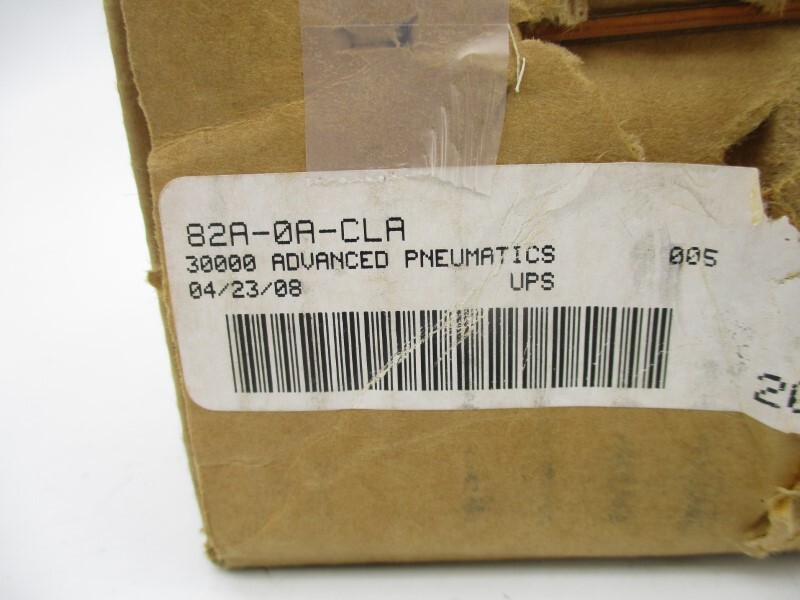 82A-0A-CLA
30000 ADVANCED PNEUMATICS 005
04/23/08 UPS